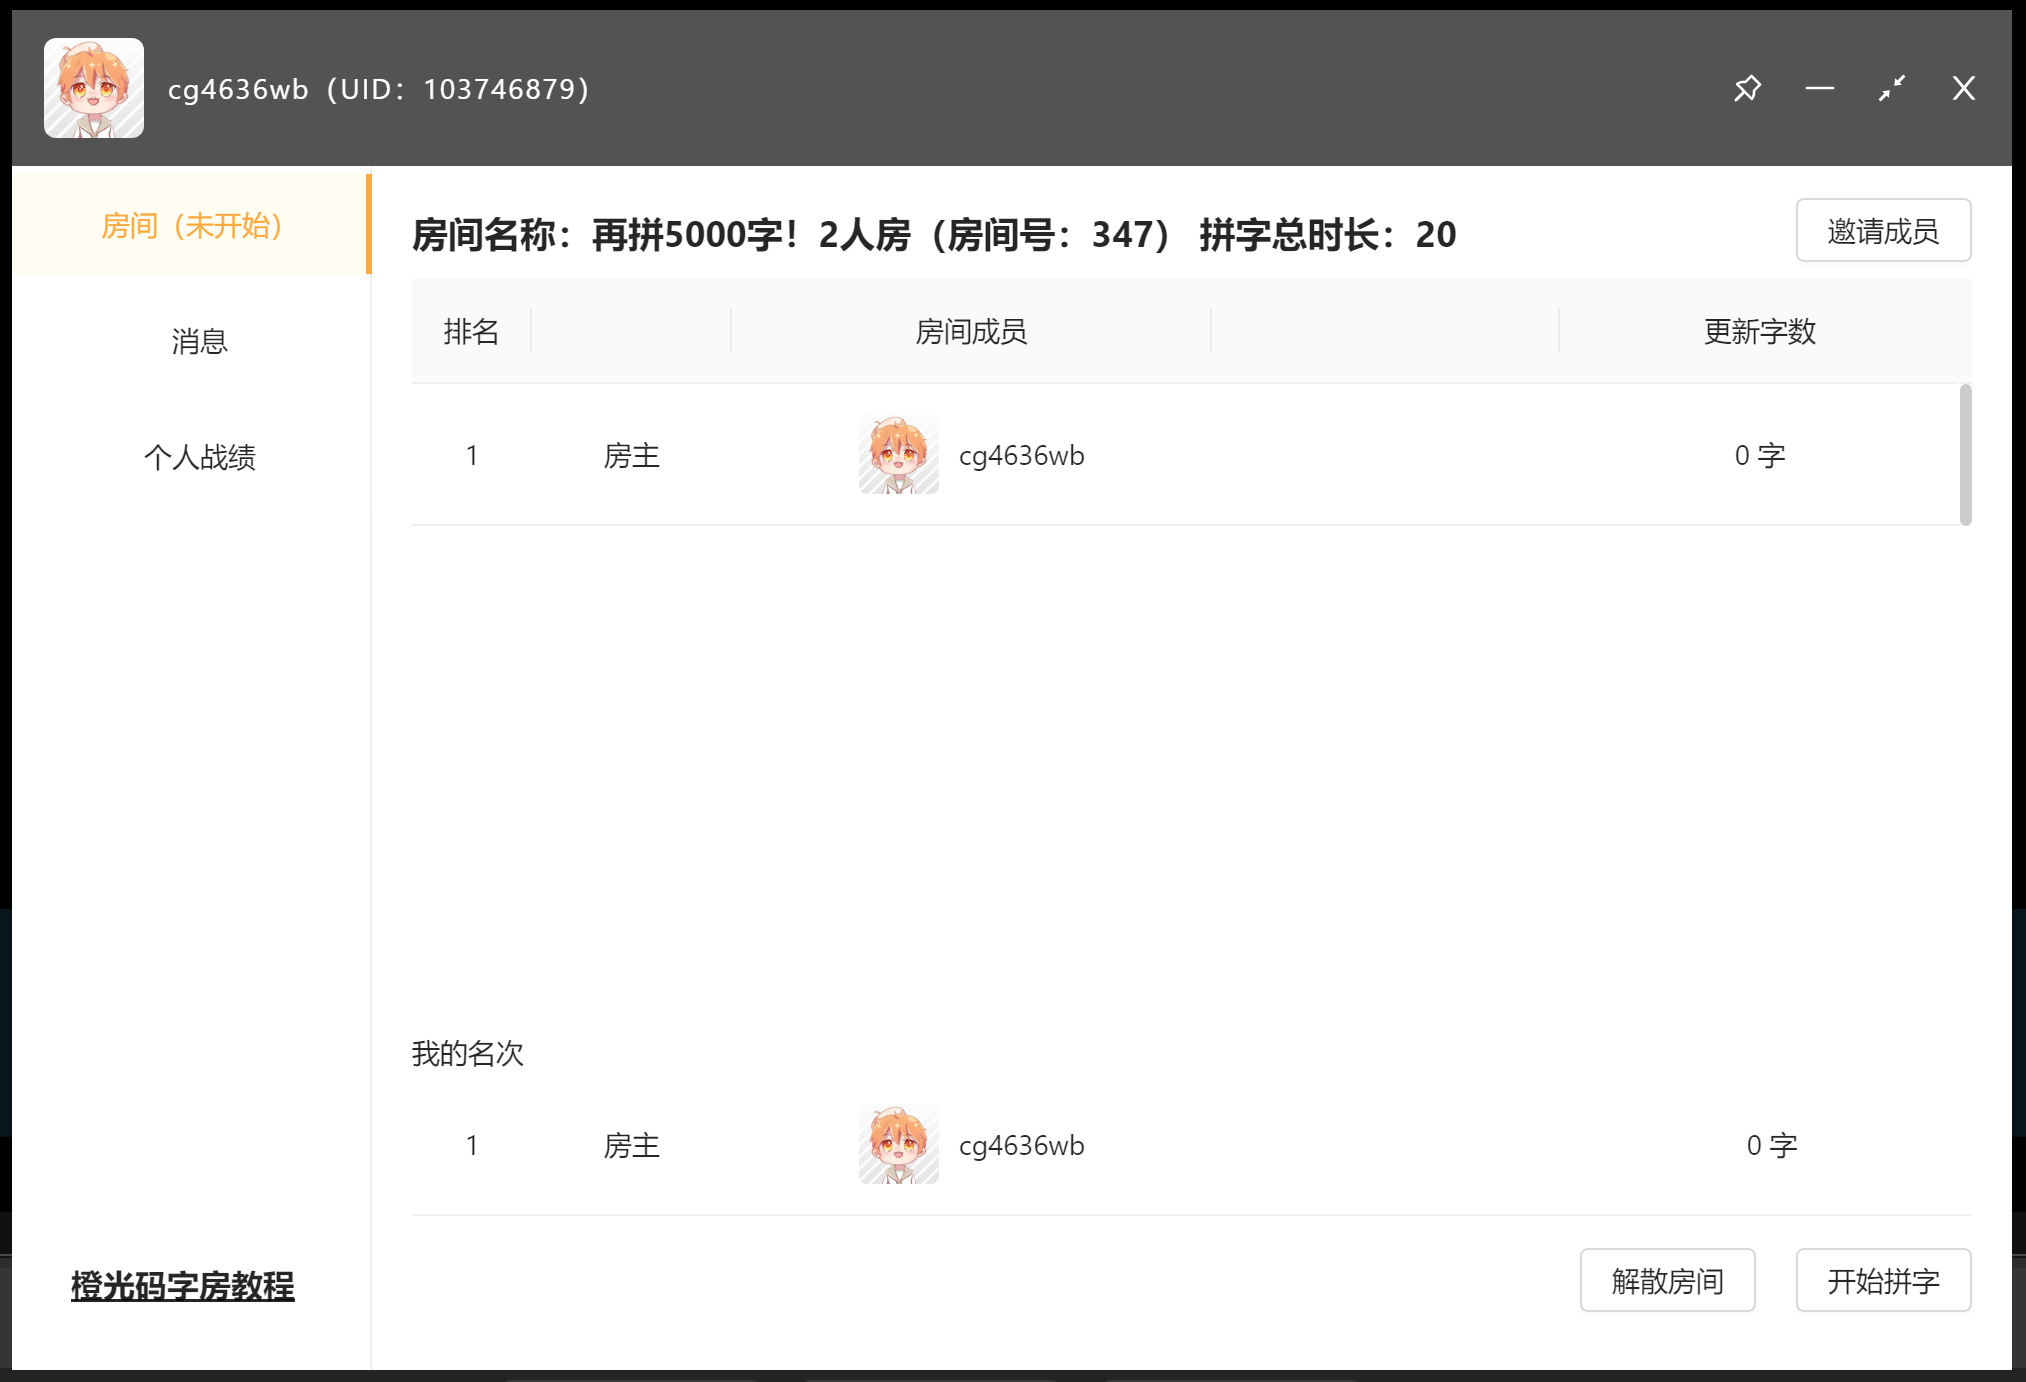 cg4636wb（UID：103746879）
房间（未开始）
消息
个人战绩
橙光码字房教程
房间名称：再拼5000字！2人房（房间号：347） 拼字总时长：20
邀请成员
排名 房间成员 更新字数
1 房主 cg4636wb 0 字
我的名次
1 房主 cg4636wb 0 字
解散房间 开始拼字